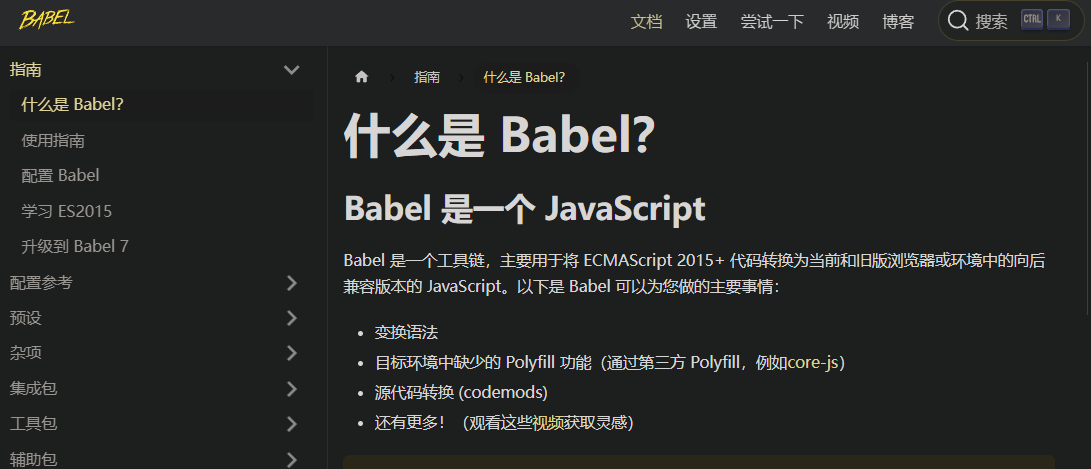 BABEL
文档 设置 尝试一下 视频 博客 搜索 CTRL K
指南
什么是 Babel?
使用指南
配置 Babel
学习 ES2015
升级到 Babel 7
配置参考
预设
杂项
集成包
工具包
辅助包
指南 什么是 Babel?
什么是 Babel?
Babel 是一个 JavaScript
Babel 是一个工具链，主要用于将 ECMAScript 2015+ 代码转换为当前和旧版浏览器或环境中的向后
兼容版本的 JavaScript。以下是 Babel 可以为您做的主要事情：
• 变换语法
• 目标环境中缺少的 Polyfill 功能（通过第三方 Polyfill，例如core-js）
• 源代码转换 (codemods)
• 还有更多！（观看这些视频获取灵感）